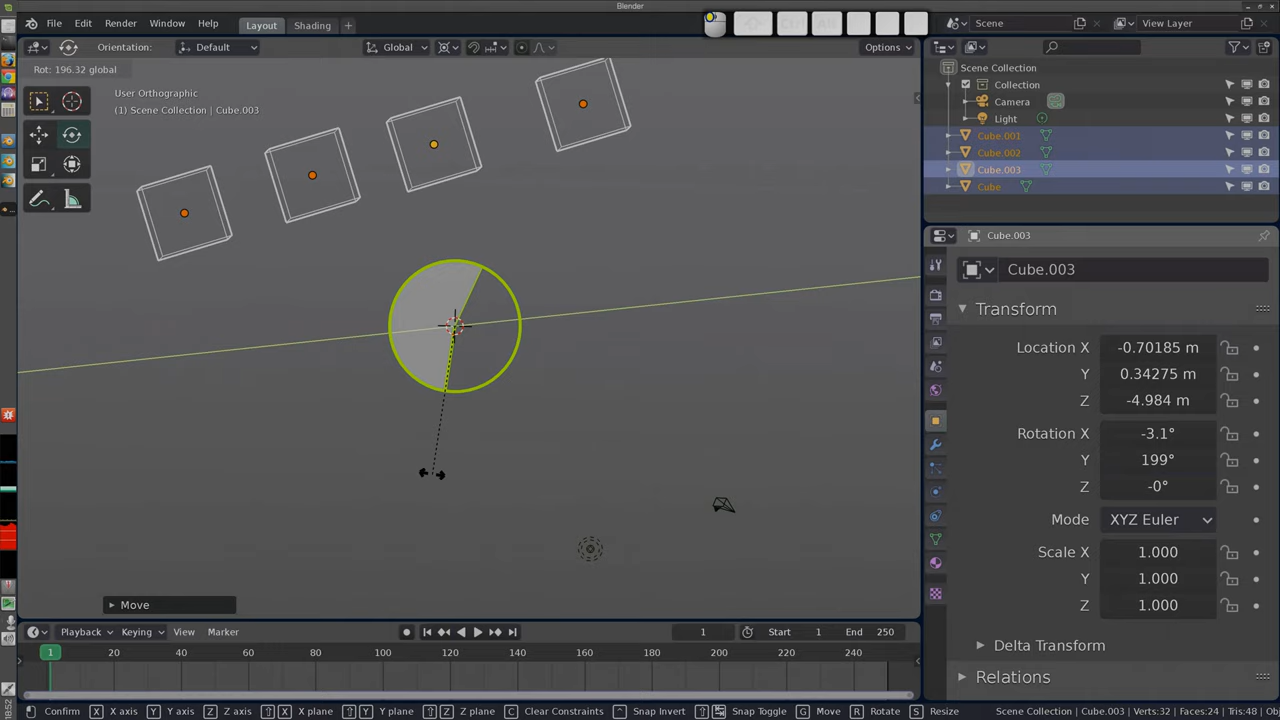 Blender
File Edit Render Window Help Layout Shading + Scene View Layer
Orientation: Default Global Options
Rot: 196.32 global
User Orthographic
(1) Scene Collection | Cube.003
Scene Collection
Collection
Camera
Light
Cube.001
Cube.002
Cube.003
Cube
Cube.003
Cube.003
Transform
Location X -0.70185 m
Y 0.34275 m
Z -4.984 m
Rotation X -3.1°
Y 199°
Z -0°
Mode XYZ Euler
Scale X 1.000
Y 1.000
Z 1.000
Delta Transform
Relations
Move
Playback Keying View Marker 1 Start 1 End 250
1 20 40 60 80 100 120 140 160 180 200 220 240
Confirm X X axis Y Y axis Z Z axis X X plane Y Y plane Z Z plane C Clear Constraints Snap Invert Snap Toggle G Move R Rotate S Resize Scene Collection | Cube.003 | Verts:32 | Faces:24 | Tris:48 | Ob
18:52